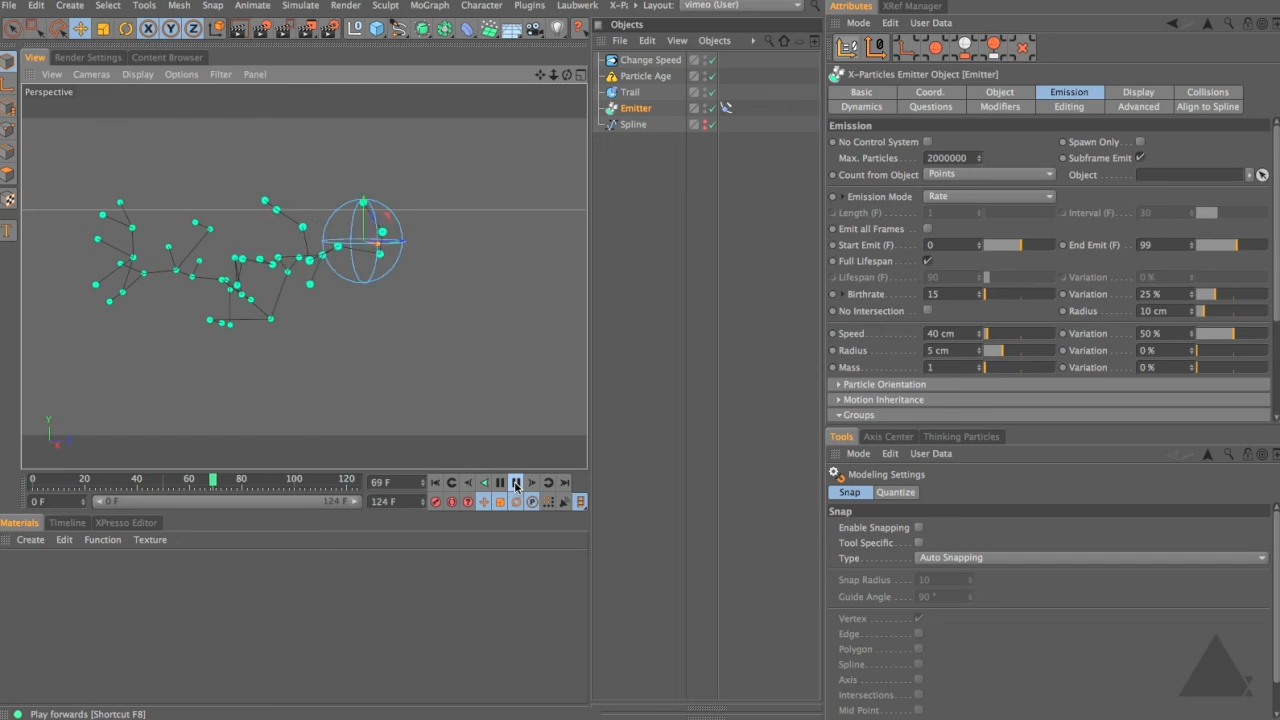 File Edit Create Select Tools Mesh Snap Animate Simulate Render Sculpt MoGraph Character Plugins Laubwerk X-Pi Layout: vimeo (User)
View Render Settings Content Browser
View Cameras Display Options Filter Panel
Perspective
Y
X
0 20 40 60 80 100 120 69 F
0 F 0 F 124 F 124 F
Materials Timeline XPresso Editor
Create Edit Function Texture
Play forwards [Shortcut F8]
Objects
File Edit View Objects
Change Speed
Particle Age
Trail
Emitter
Spline
Attributes XRef Manager
Mode Edit User Data
X-Particles Emitter Object [Emitter]
Basic Coord. Object Emission Display Collisions
Dynamics Questions Modifiers Editing Advanced Align to Spline
Emission
No Control System Spawn Only
Max. Particles 2000000 Subframe Emit
Count from Object Points Object
Emission Mode Rate
Length (F) 1 Interval (F) 30
Emit all Frames
Start Emit (F) 0 End Emit (F) 99
Full Lifespan
Lifespan (F) 90 Variation 0 %
Birthrate 15 Variation 25 %
No Intersection Radius 10 cm
Speed 40 cm Variation 50 %
Radius 5 cm Variation 0 %
Mass 1 Variation 0 %
Particle Orientation
Motion Inheritance
Groups
Tools Axis Center Thinking Particles
Mode Edit User Data
Modeling Settings
Snap Quantize
Snap
Enable Snapping
Tool Specific
Type Auto Snapping
Snap Radius 10
Guide Angle 90 °
Vertex
Edge
Polygon
Spline
Axis
Intersections
Mid Point